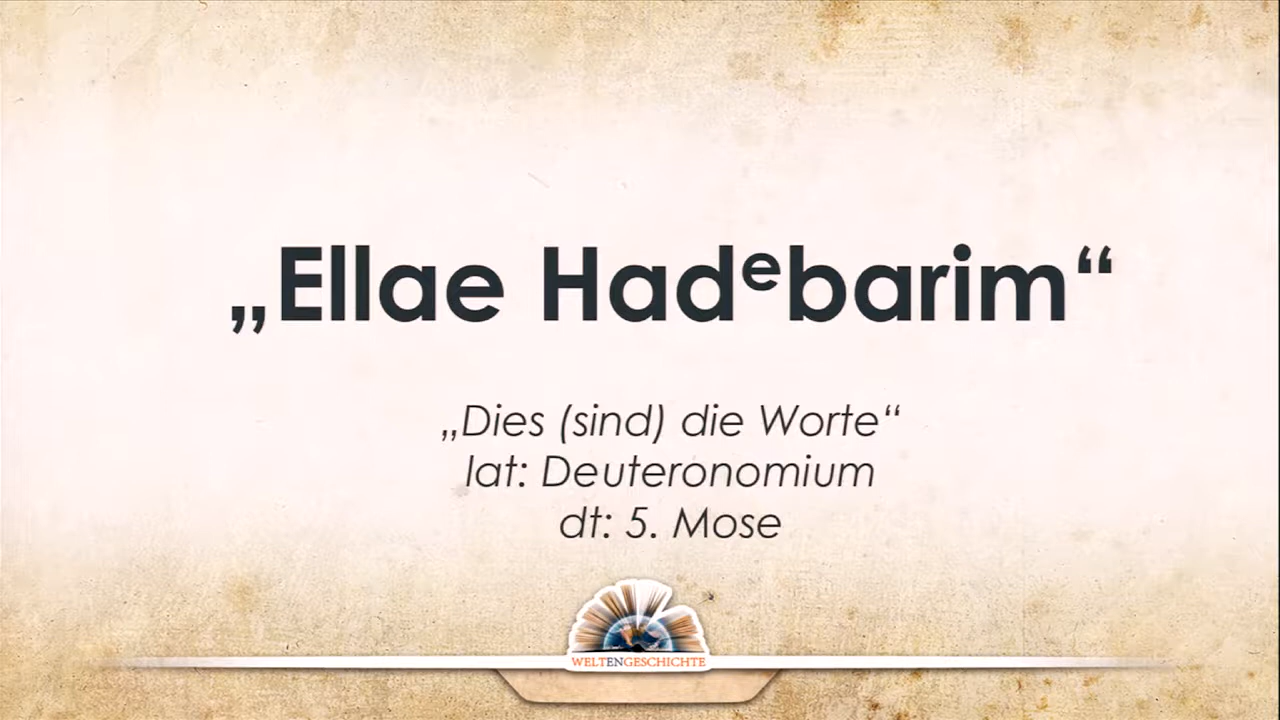 „Ellae Hadᵉbarim“
„Dies (sind) die Worte“
lat: Deuteronomium
dt: 5. Mose
WELTENGESCHICHTE